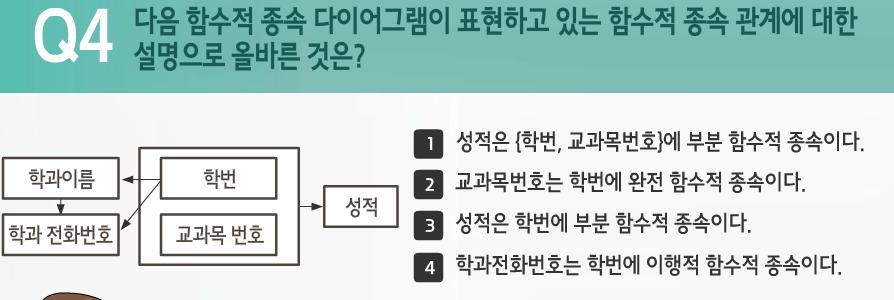 Q4
다음 함수적 종속 다이어그램이 표현하고 있는 함수적 종속 관계에 대한
설명으로 올바른 것은?
학과이름
학번
학과 전화번호
교과목 번호
성적
1 성적은 {학번, 교과목번호}에 부분 함수적 종속이다.
2 교과목번호는 학번에 완전 함수적 종속이다.
3 성적은 학번에 부분 함수적 종속이다.
4 학과전화번호는 학번에 이행적 함수적 종속이다.